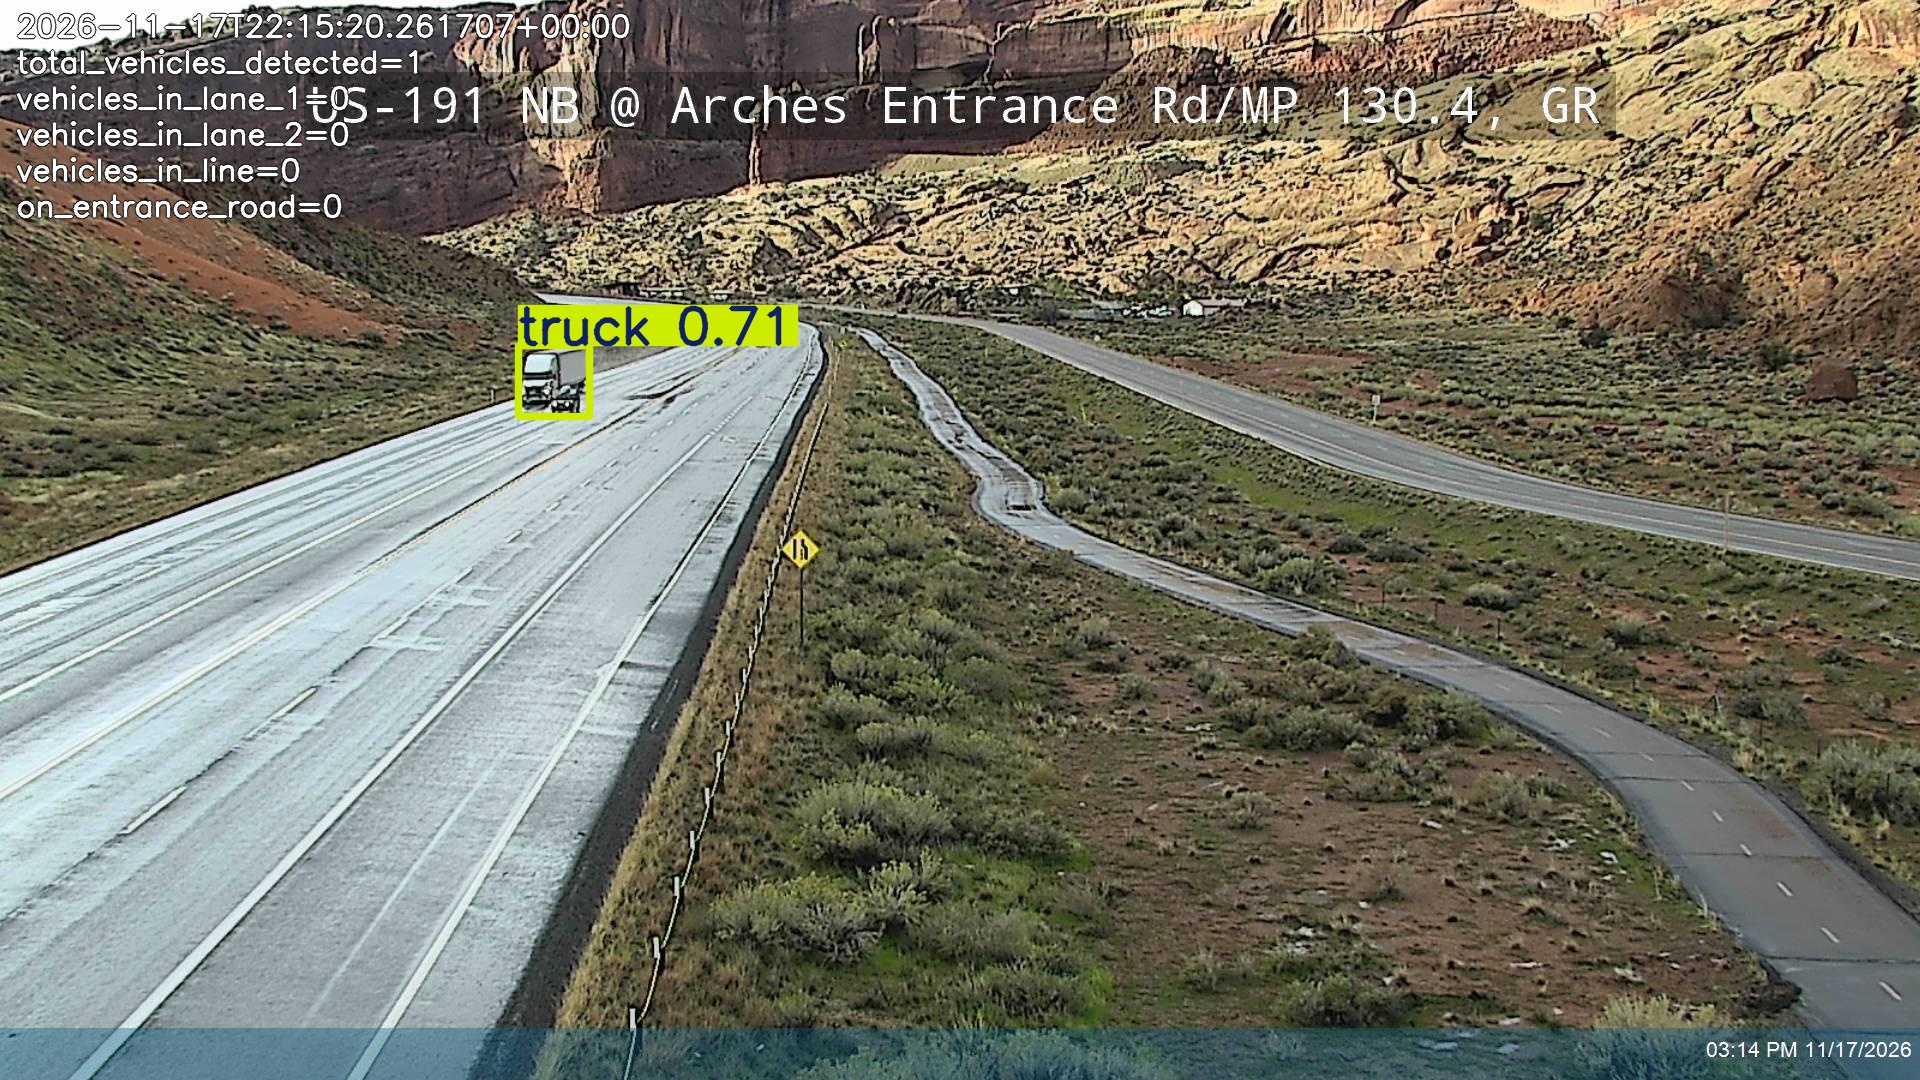 2026-11-17T22:15:20.261707+00:00
total_vehicles_detected=1
vehicles_in_lane_1=0
US-191 NB @ Arches Entrance Rd/MP 130.4, GR
vehicles_in_lane_2=0
vehicles_in_line=0
on_entrance_road=0
truck 0.71
03:14 PM 11/17/2026